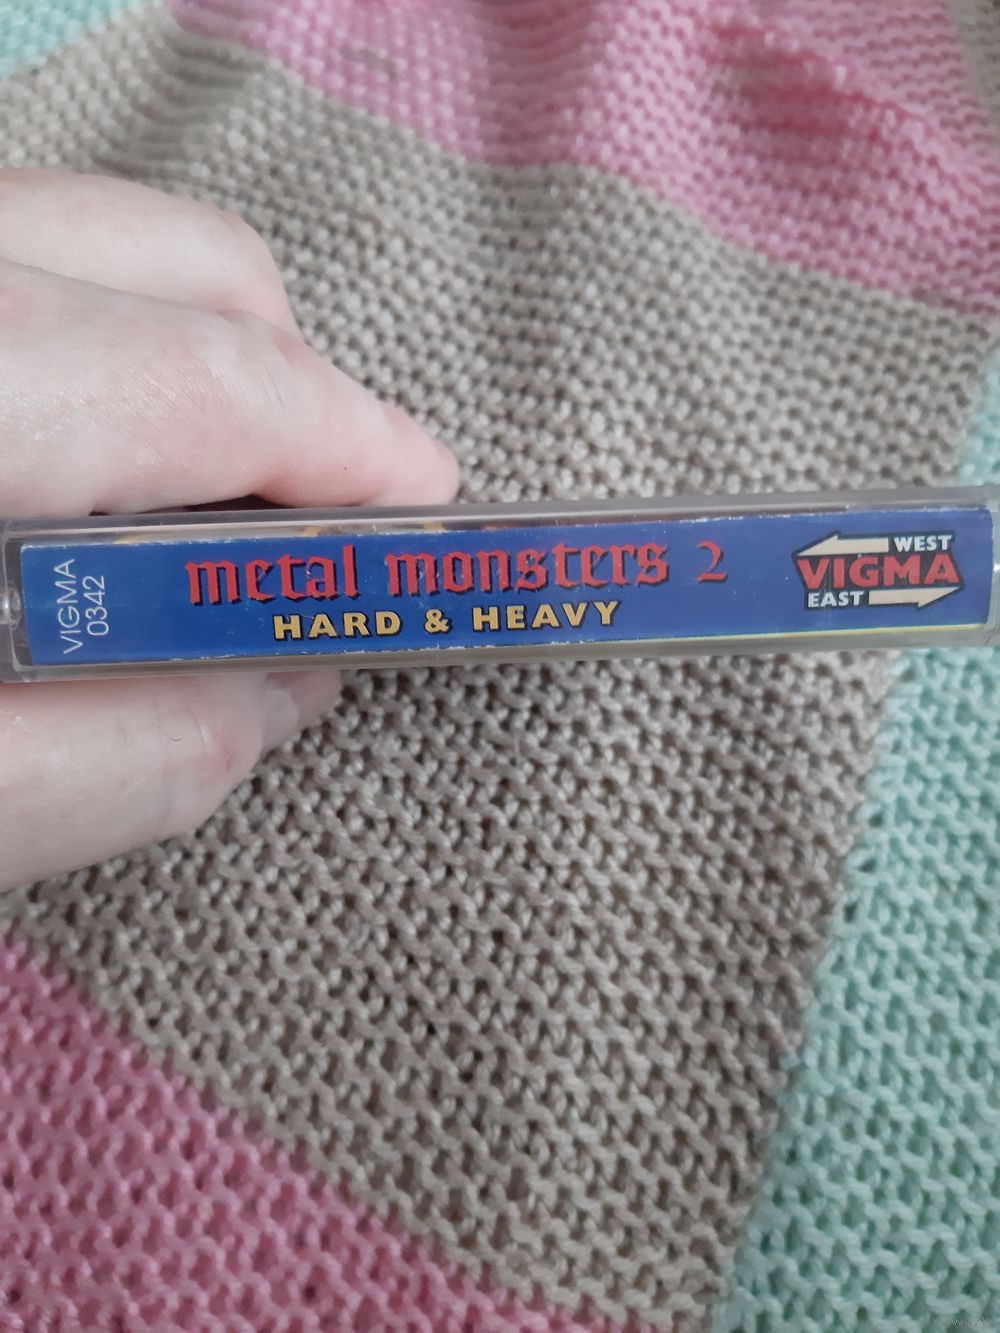 VIGMA
0342
metal monsters 2
HARD & HEAVY
WEST
VIGMA
EAST